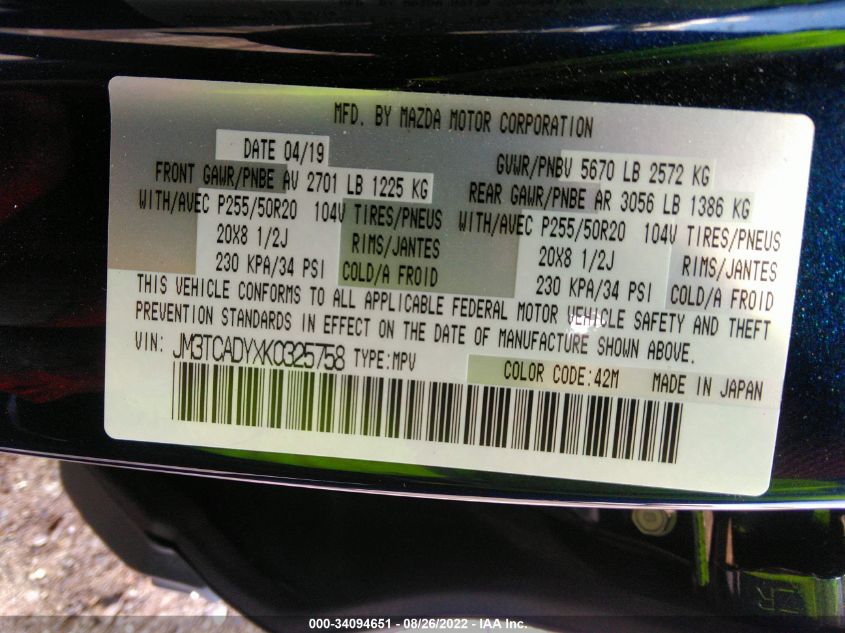 MFD. BY MAZDA MOTOR CORPORATION
DATE 04/19
GVWR/PNBV 5670 LB 2572 KG
FRONT GAWR/PNBE AV 2701 LB 1225 KG
REAR GAWR/PNBE AR 3056 LB 1386 KG
WITH/AVEC P255/50R20 104V TIRES/PNEUS
WITH/AVEC P255/50R20 104V TIRES/PNEUS
20X8 1/2J RIMS/JANTES
20X8 1/2J RIMS/JANTES
230 KPA/34 PSI COLD/A FROID
230 KPA/34 PSI COLD/A FROID
THIS VEHICLE CONFORMS TO ALL APPLICABLE FEDERAL MOTOR VEHICLE SAFETY AND THEFT
PREVENTION STANDARDS IN EFFECT ON THE DATE OF MANUFACTURE SHOWN ABOVE.
VIN: JM3TCADYXK0325758 TYPE:MPV
COLOR CODE:42M MADE IN JAPAN
000-34094651 - 08/26/2022 - IAA Inc.